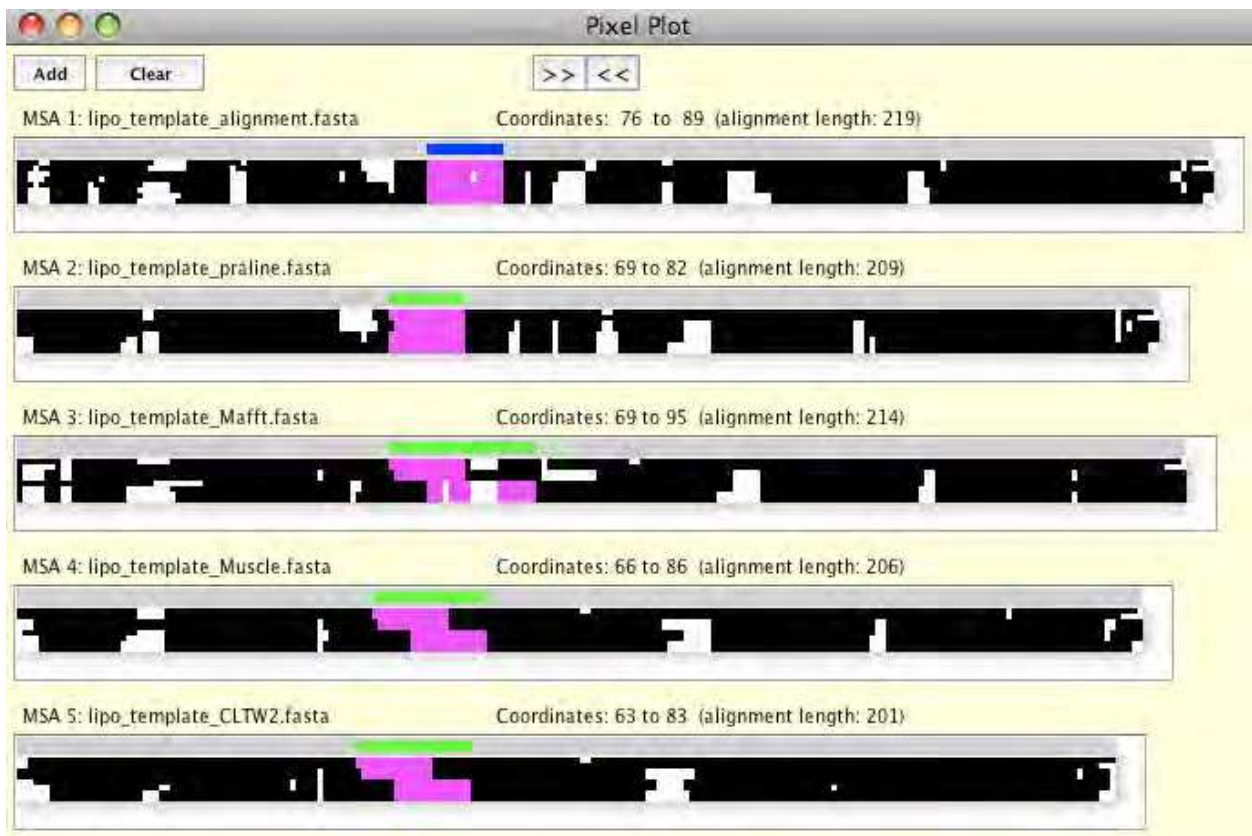 Pixel Plot
Add Clear >> <<
MSA 1: lipo_template_alignment.fasta Coordinates: 76 to 89 (alignment length: 219)
MSA 2: lipo_template_praline.fasta Coordinates: 69 to 82 (alignment length: 209)
MSA 3: lipo_template_Mafft.fasta Coordinates: 69 to 95 (alignment length: 214)
MSA 4: lipo_template_Muscle.fasta Coordinates: 66 to 86 (alignment length: 206)
MSA 5: lipo_template_CLTW2.fasta Coordinates: 63 to 83 (alignment length: 201)